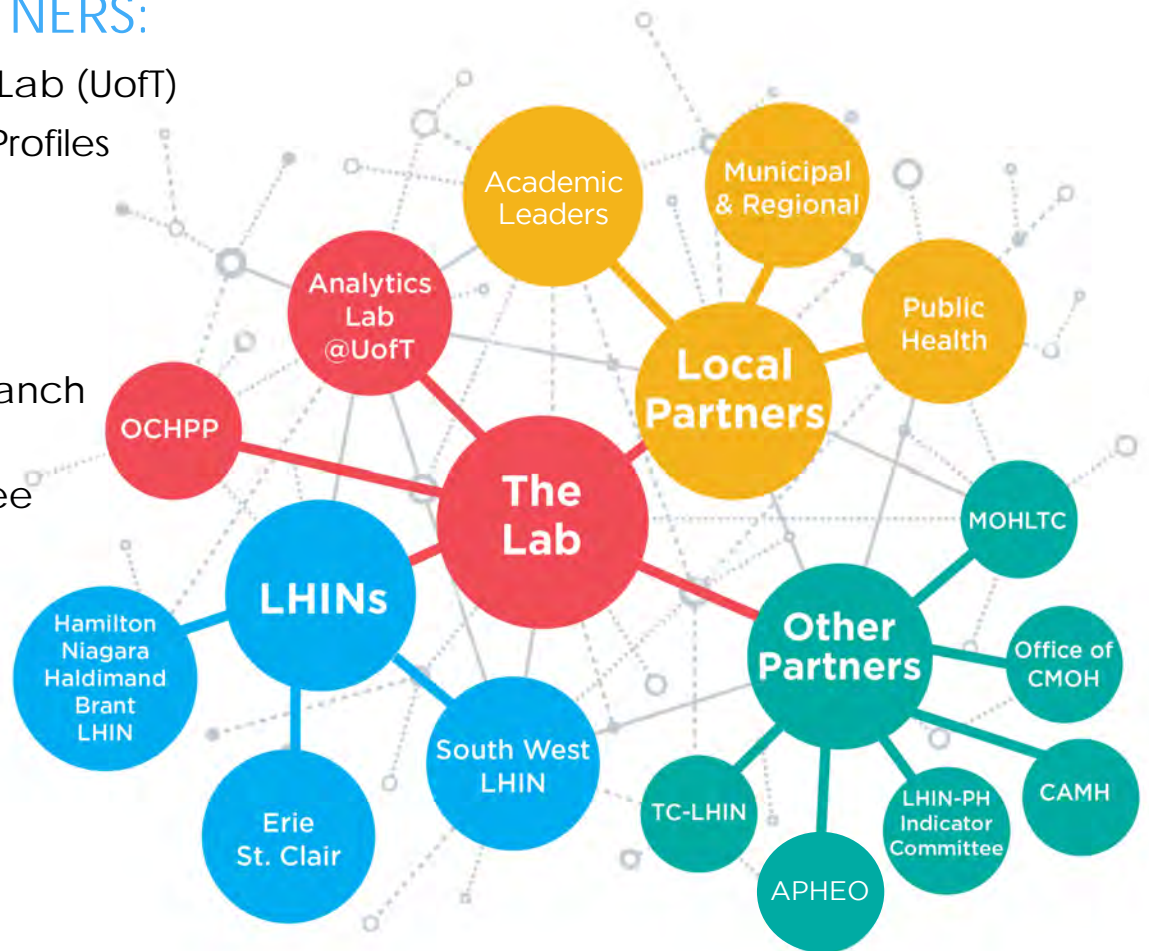 NERS:
Lab (UofT)
Profiles
anch
ee
Academic
Leaders
Municipal
& Regional
Analytics
Lab
@UofT
Public
Health
Local
Partners
OCHPP
The
Lab
MOHLTC
LHINs
Hamilton
Niagara
Haldimand
Brant
LHIN
Other
Partners
Office of
CMOH
South West
LHIN
Erie
St. Clair
TC-LHIN
LHIN-PH
Indicator
Committee
CAMH
APHEO